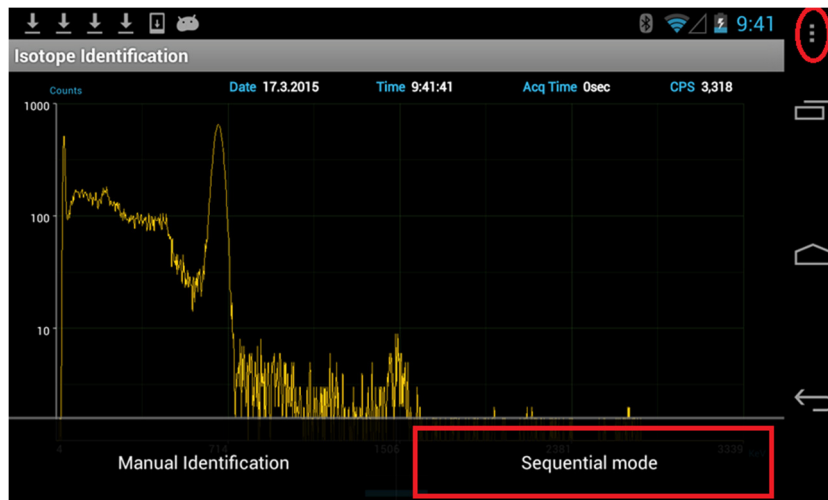 9:41
Isotope Identification
Counts
Date 17.3.2015 Time 9:41:41 Acq Time 0sec CPS 3,318
1000
100
10
4 714 1506 2381 3339 KeV
Manual Identification Sequential mode